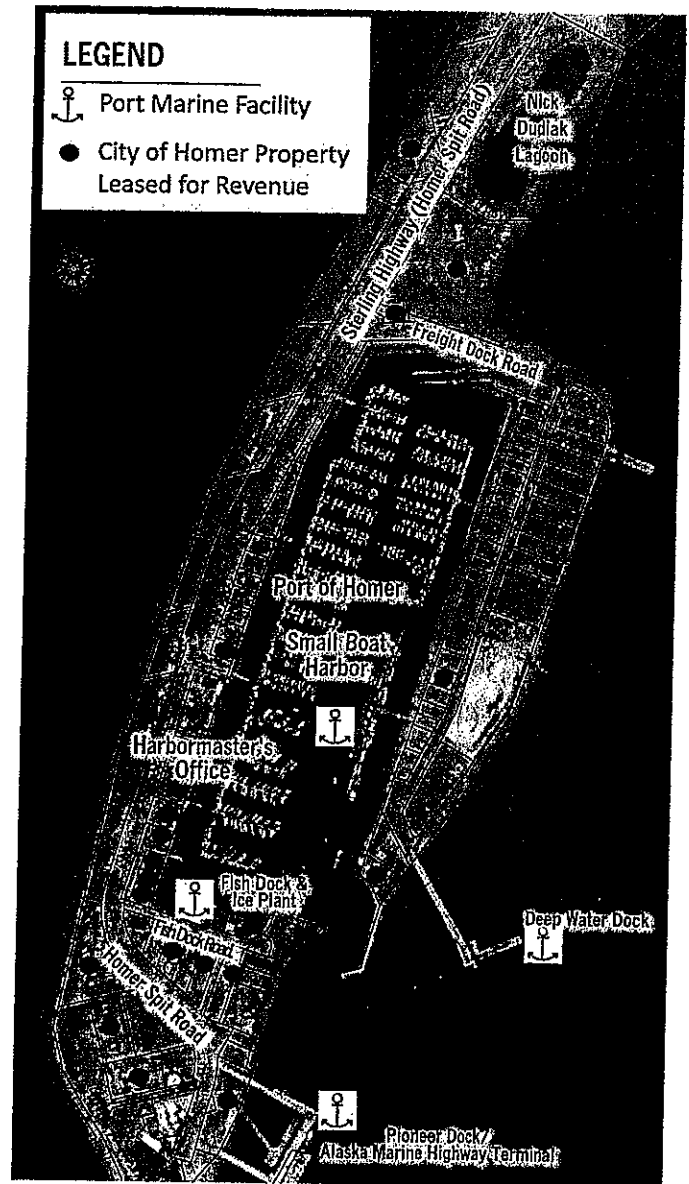 LEGEND
Port Marine Facility
City of Homer Property
Leased for Revenue
Nick
Dudiak
Lagoon
Sterling Highway (Homer Spit Road)
Freight Dock Road
Port of Homer
Small Boat
Harbor
Harbormaster's
Office
Fish Dock &
Ice Plant
Fish Dock Road
Deep Water Dock
Homer Spit Road
Pioneer Dock/
Alaska Marine Highway Terminal